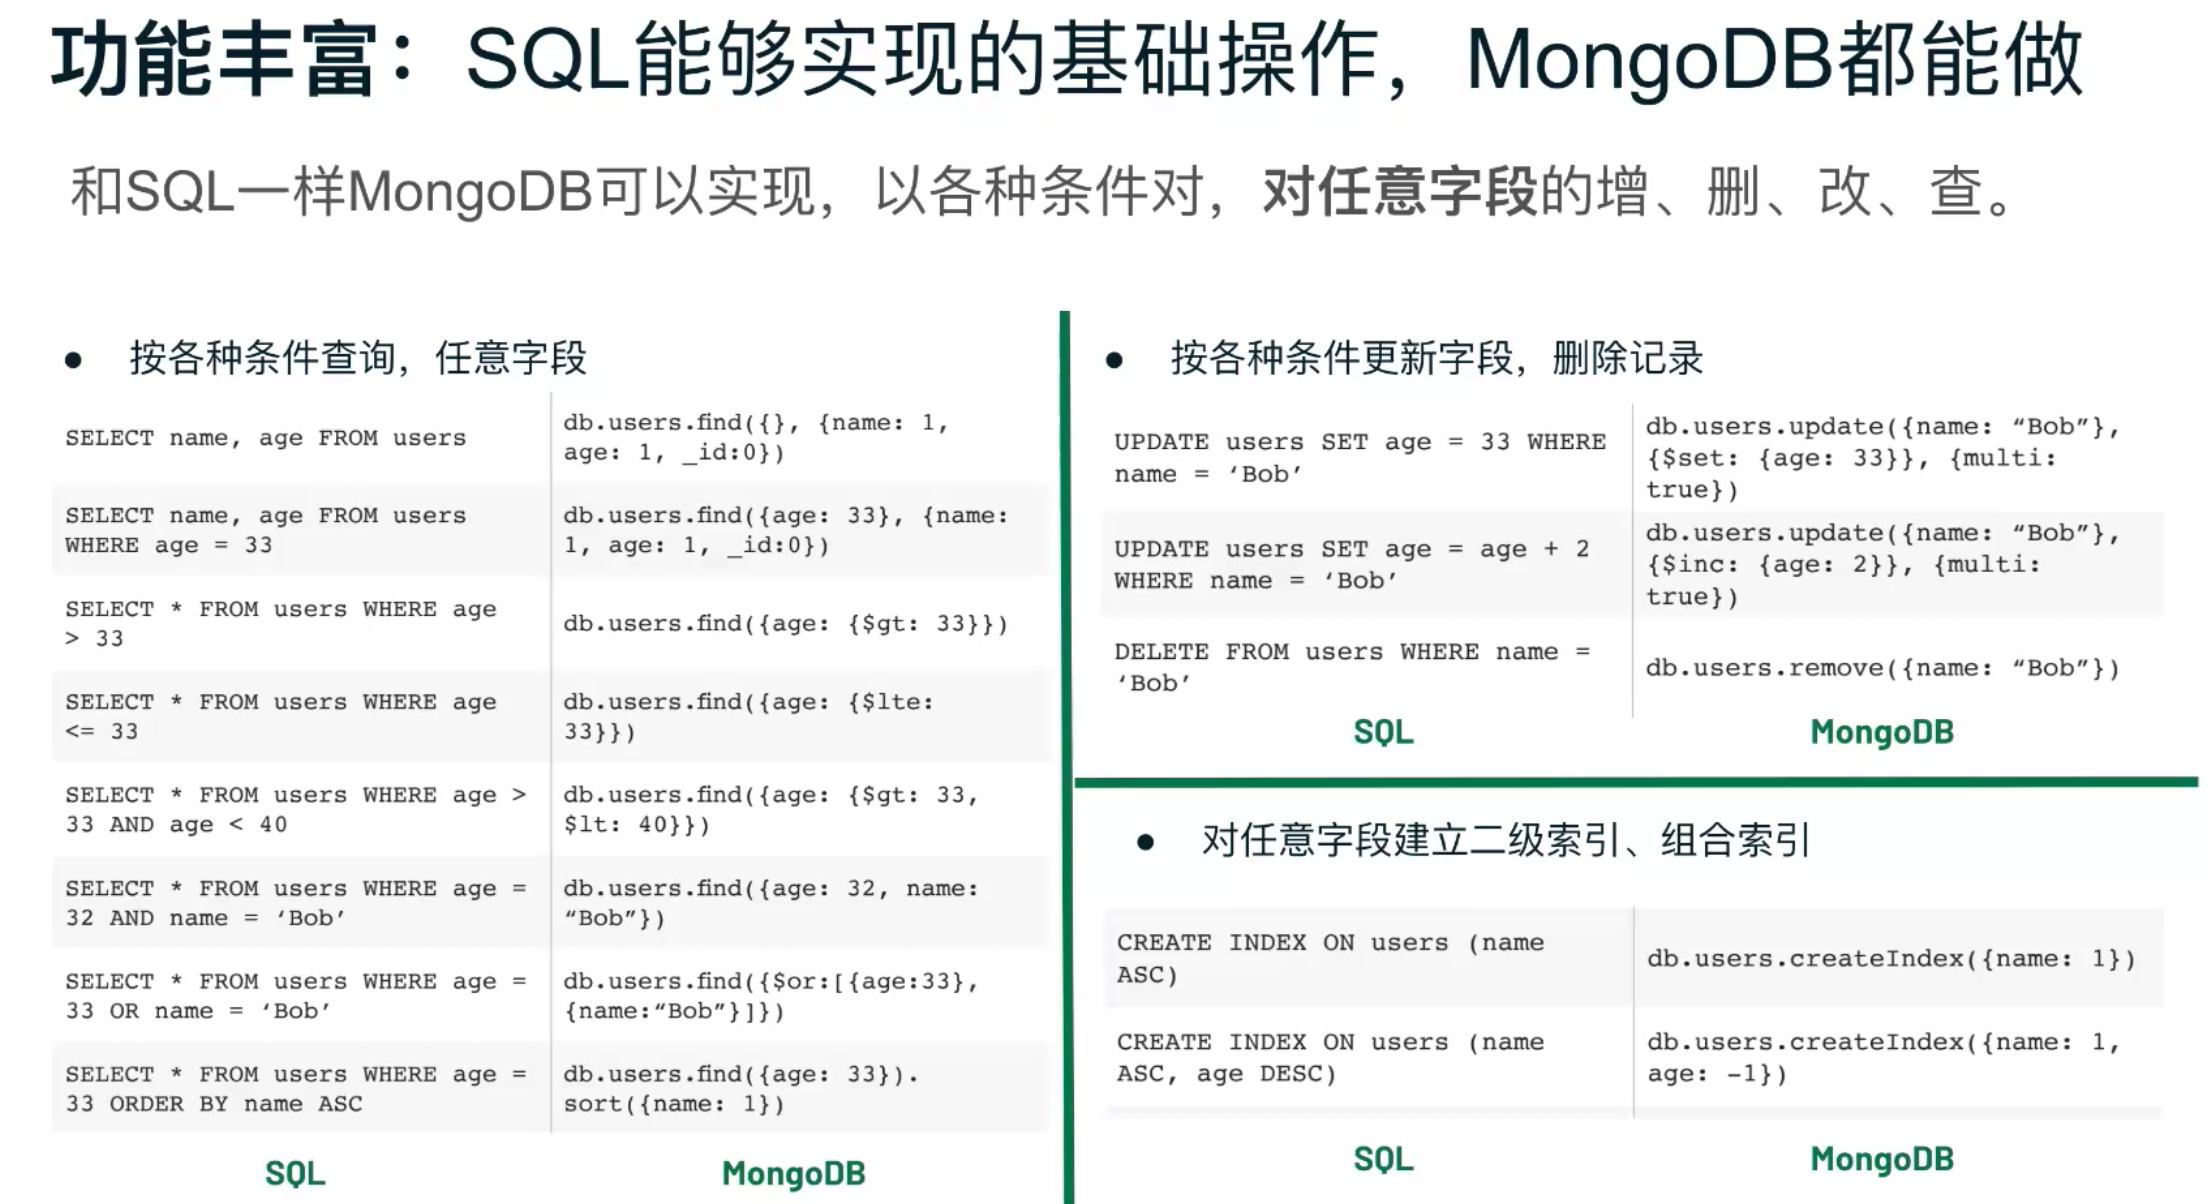 功能丰富：SQL能够实现的基础操作，MongoDB都能做
和SQL一样MongoDB可以实现，以各种条件对，对任意字段的增、删、改、查。
● 按各种条件查询，任意字段
SELECT name, age FROM users
db.users.find({}, {name: 1,
age: 1, _id:0})
SELECT name, age FROM users
WHERE age = 33
db.users.find({age: 33}, {name:
1, age: 1, _id:0})
SELECT * FROM users WHERE age
> 33
db.users.find({age: {$gt: 33}})
SELECT * FROM users WHERE age
<= 33
db.users.find({age: {$lte:
33}})
SELECT * FROM users WHERE age >
33 AND age < 40
db.users.find({age: {$gt: 33,
$lt: 40}})
SELECT * FROM users WHERE age =
32 AND name = ‘Bob’
db.users.find({age: 32, name:
“Bob”})
SELECT * FROM users WHERE age =
33 OR name = ‘Bob’
db.users.find({$or:[{age:33},
{name:“Bob”}]})
SELECT * FROM users WHERE age =
33 ORDER BY name ASC
db.users.find({age: 33}).
sort({name: 1})
SQL
MongoDB
● 按各种条件更新字段，删除记录
UPDATE users SET age = 33 WHERE
name = ‘Bob’
db.users.update({name: “Bob”},
{$set: {age: 33}}, {multi:
true})
UPDATE users SET age = age + 2
WHERE name = ‘Bob’
db.users.update({name: “Bob”},
{$inc: {age: 2}}, {multi:
true})
DELETE FROM users WHERE name =
‘Bob’
db.users.remove({name: “Bob”})
SQL
MongoDB
● 对任意字段建立二级索引、组合索引
CREATE INDEX ON users (name
ASC)
db.users.createIndex({name: 1})
CREATE INDEX ON users (name
ASC, age DESC)
db.users.createIndex({name: 1,
age: -1})
SQL
MongoDB